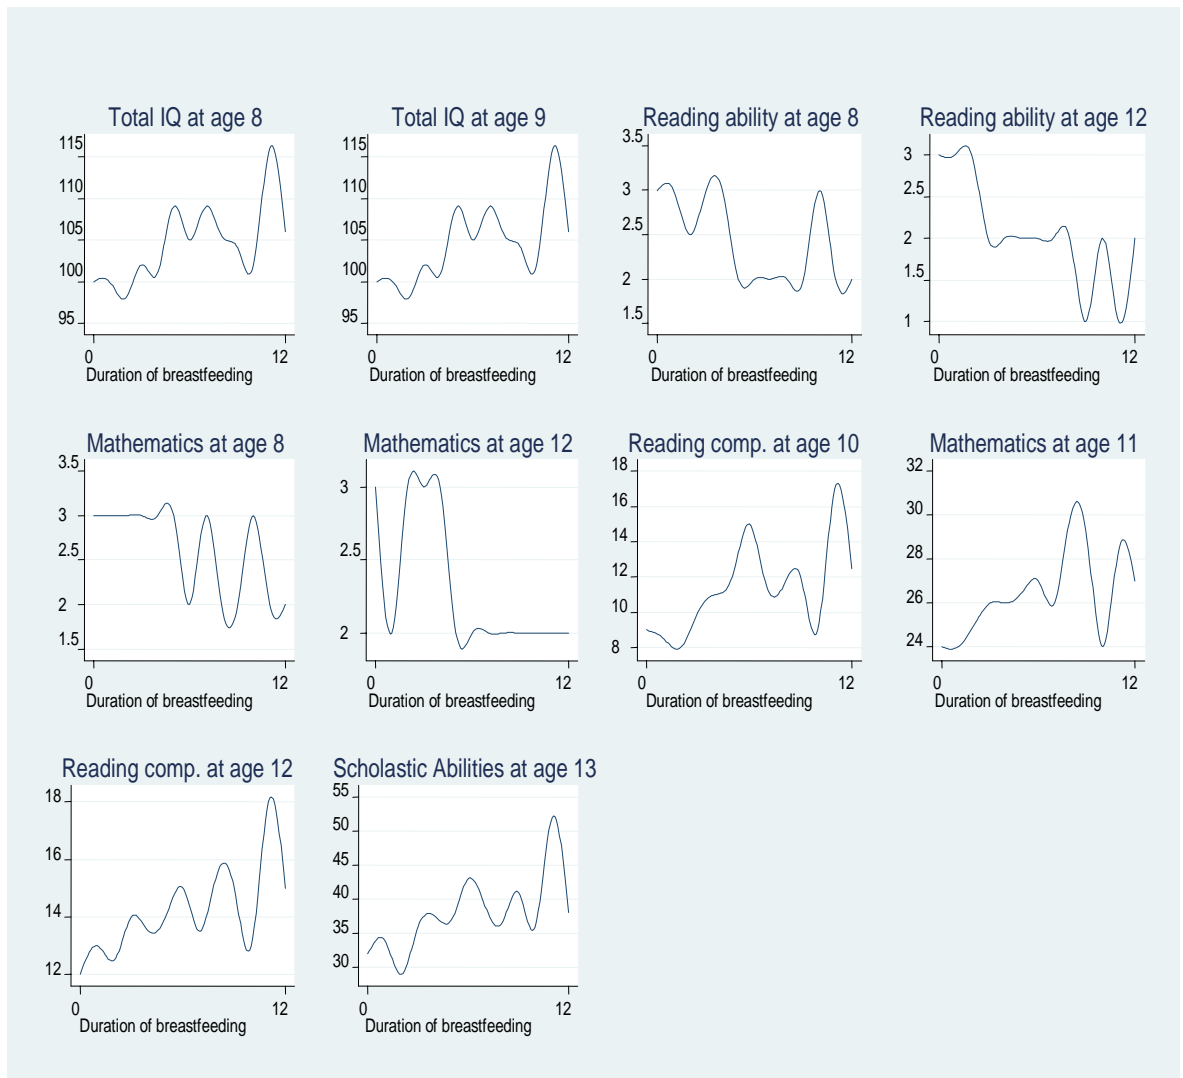 Total IQ at age 8
115
110
105
100
95
0 12
Duration of breastfeeding
Total IQ at age 9
115
110
105
100
95
0 12
Duration of breastfeeding
Reading ability at age 8
3.5
3
2.5
2
1.5
0 12
Duration of breastfeeding
Reading ability at age 12
3
2.5
2
1.5
1
0 12
Duration of breastfeeding
Mathematics at age 8
3.5
3
2.5
2
1.5
0 12
Duration of breastfeeding
Mathematics at age 12
3
2.5
2
0 12
Duration of breastfeeding
Reading comp. at age 10
18
16
14
12
10
8
0 12
Duration of breastfeeding
Mathematics at age 11
32
30
28
26
24
0 12
Duration of breastfeeding
Reading comp. at age 12
18
16
14
12
0 12
Duration of breastfeeding
Scholastic Abilities at age 13
55
50
45
40
35
30
0 12
Duration of breastfeeding